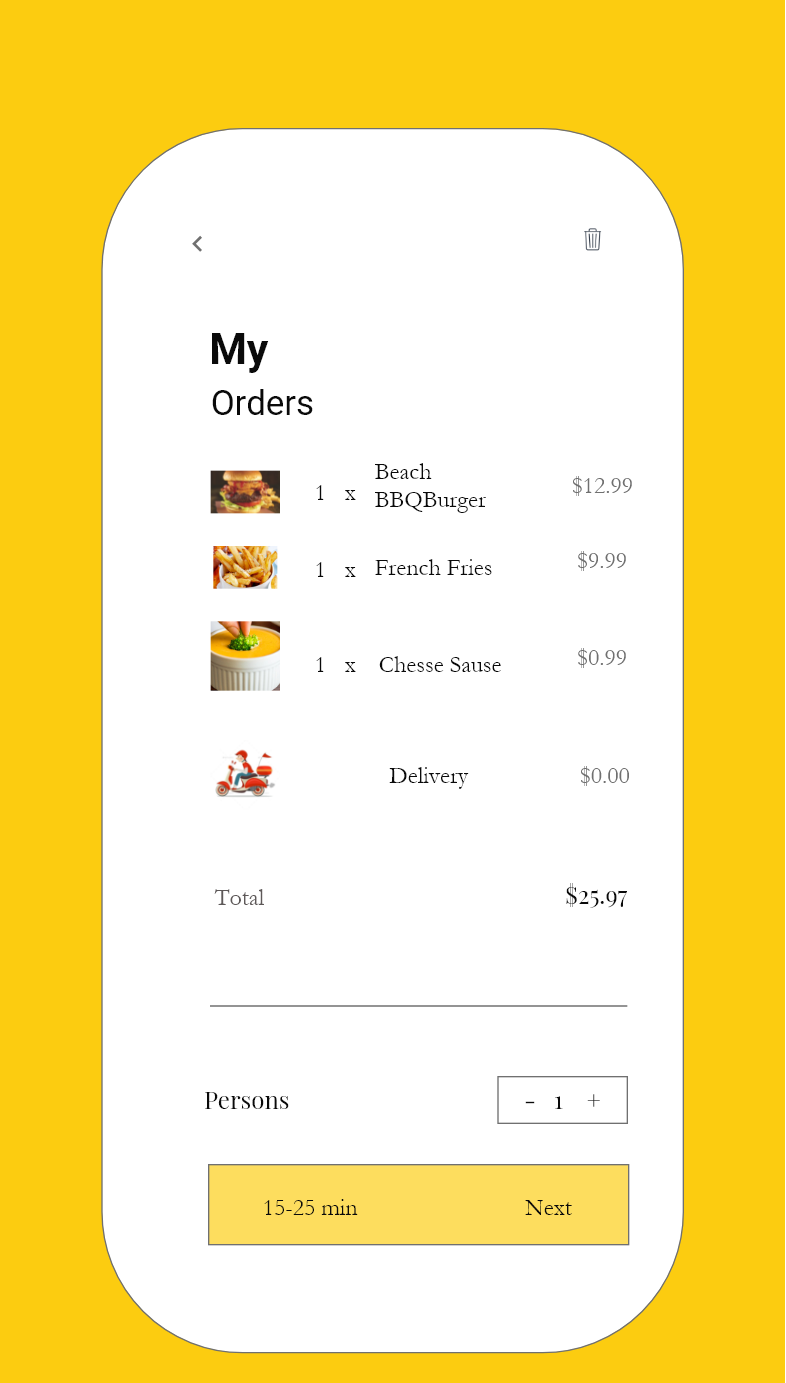 My
Orders
1 x Beach
BBQBurger
$12.99
1 x French Fries $9.99
1 x Chesse Sause $0.99
Delivery $0.00
Total $25.97
Persons - 1 +
15-25 min Next